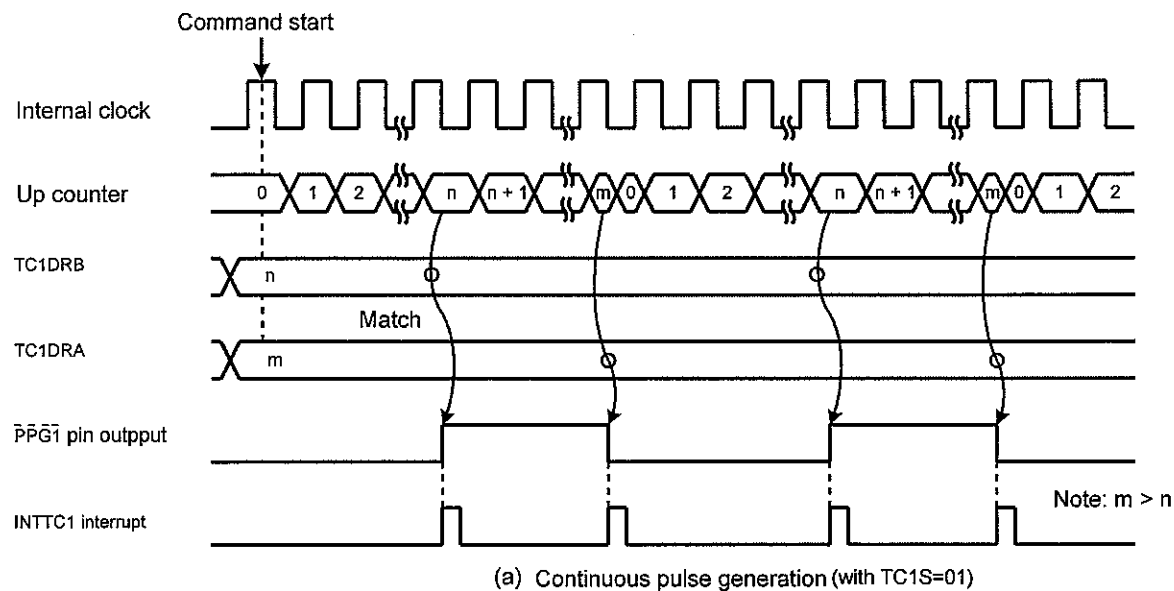 Command start
Internal clock
Up counter
0 1 2 n n + 1 m 0 1 2 n n + 1 m 0 1 2
TC1DRB
n
Match
TC1DRA
m
P̅P̅G̅1̅ pin outpput
Note: m > n
INTTC1 interrupt
(a) Continuous pulse generation (with TC1S=01)